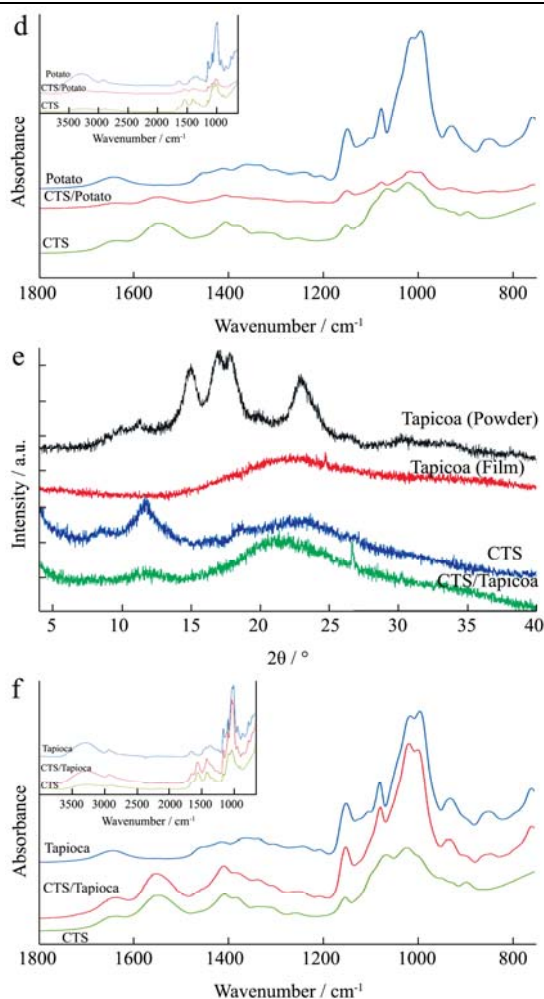 d
Potato
CTS/Potato
CTS
3500 3000 2500 2000 1500 1000
Wavenumber / cm-1
Absorbance
Potato
CTS/Potato
CTS
1800 1600 1400 1200 1000 800
Wavenumber / cm-1
e
Intensity / a.u.
Tapicoa (Powder)
Tapicoa (Film)
CTS
CTS/Tapicoa
5 10 15 20 25 30 35 40
2θ / °
f
Tapioca
CTS/Tapioca
CTS
3500 3000 2500 2000 1500 1000
Wavenumber / cm-1
Absorbance
Tapioca
CTS/Tapioca
CTS
1800 1600 1400 1200 1000 800
Wavenumber / cm-1